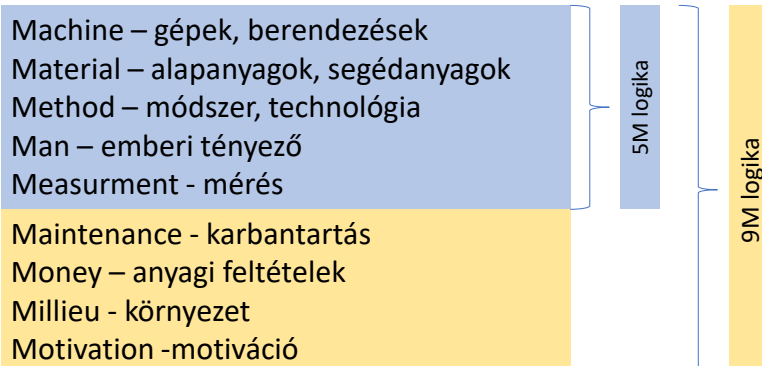 Machine – gépek, berendezések
Material – alapanyagok, segédanyagok
Method – módszer, technológia
Man – emberi tényező
Measurment - mérés
Maintenance - karbantartás
Money – anyagi feltételek
Millieu - környezet
Motivation -motiváció
5M logika
9M logika